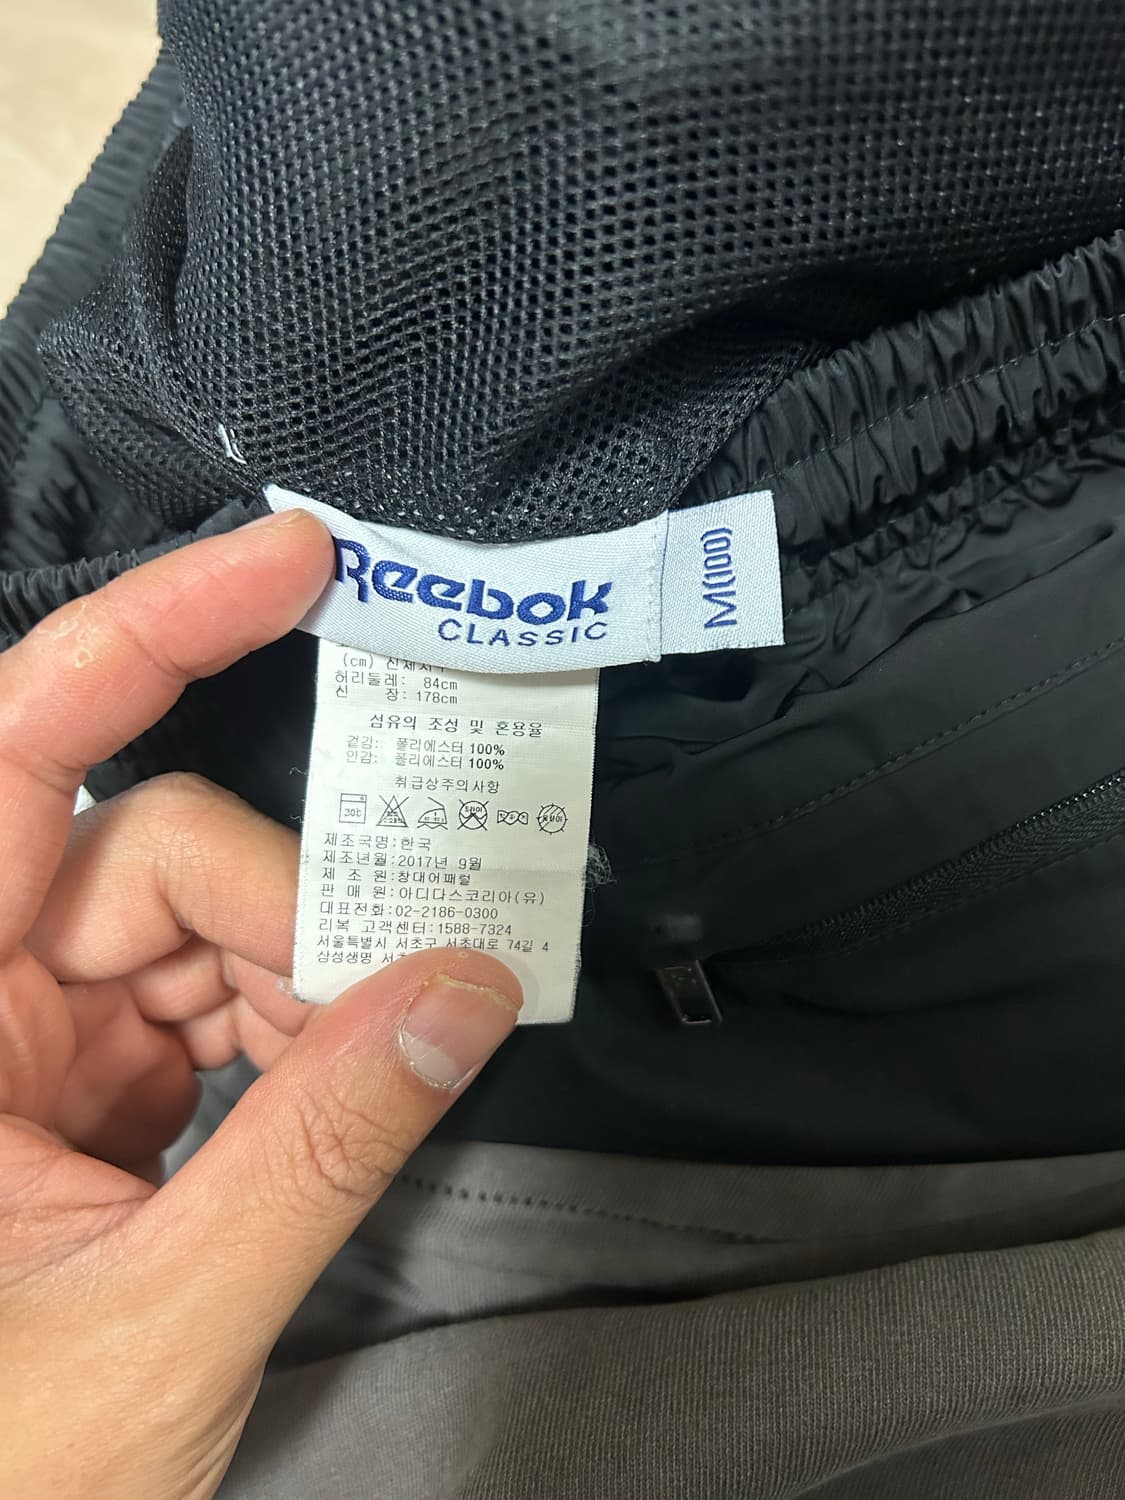 Reebok
CLASSIC
M(100)
(cm)
허리둘레: 84cm
신 장: 178cm
섬유의 조성 및 혼용율
겉감: 폴리에스터 100%
안감: 폴리에스터 100%
취급상주의사항
30℃
제조국명:한국
제조년월:2017년 9월
제 조 원:창대어패럴
판 매 원:아디다스코리아(유)
대표전화:02-2186-0300
리복 고객센터:1588-7324
서울특별시 서초구 서초대로 74길 4
삼성생명